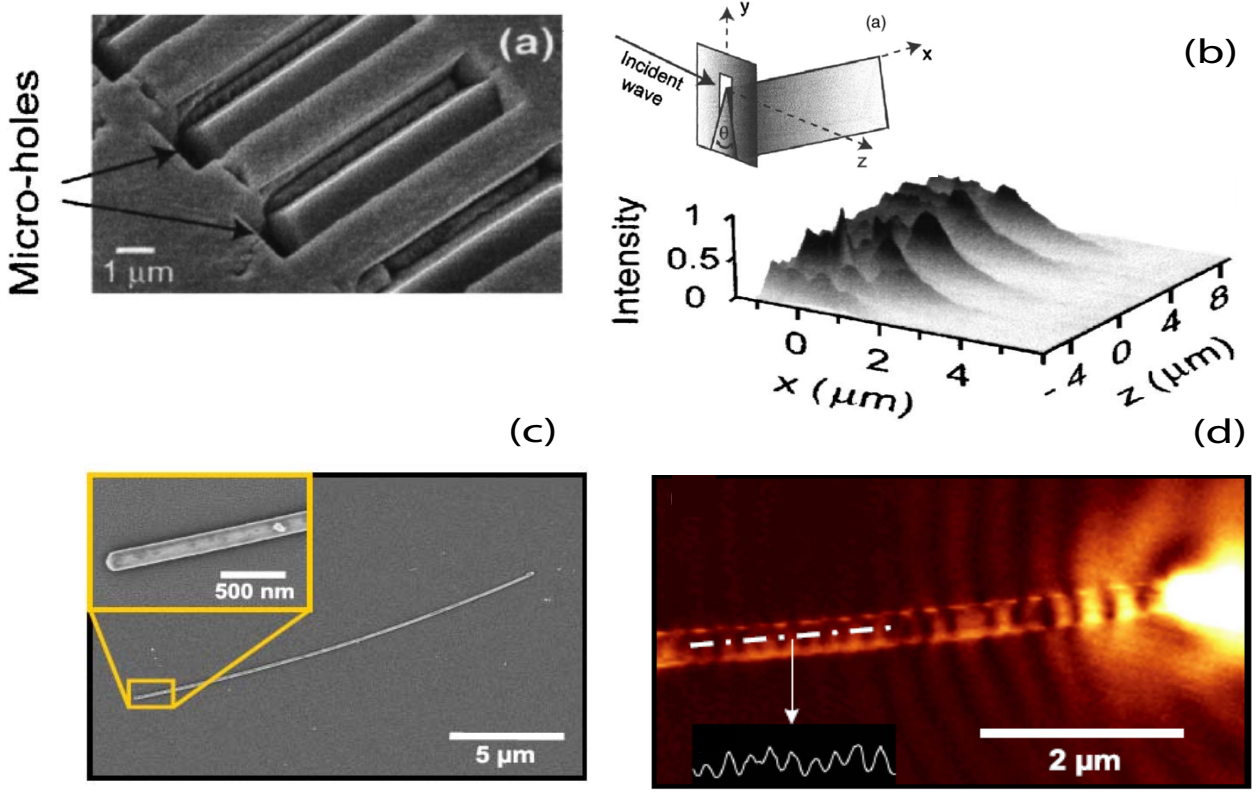 (a)
Micro-holes
1 μm
(b)
y
(a)
x
Incident
wave
θ
z
Intensity
1
0.5
0
0
2
4
x (μm)
-4
0
4
8
z (μm)
(c)
500 nm
5 μm
(d)
2 μm